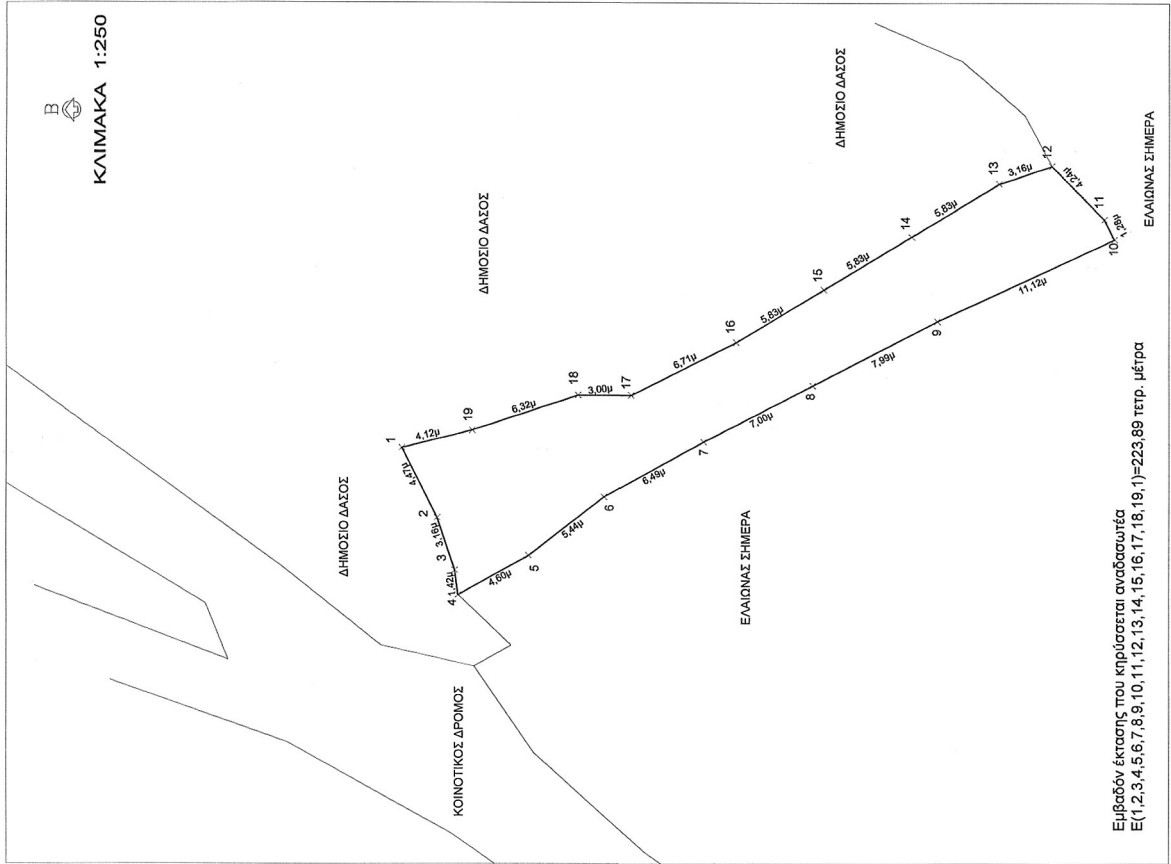 Β
ΚΛΙΜΑΚΑ 1:250
ΔΗΜΟΣΙΟ ΔΑΣΟΣ
ΔΗΜΟΣΙΟ ΔΑΣΟΣ
ΔΗΜΟΣΙΟ ΔΑΣΟΣ
ΚΟΙΝΟΤΙΚΟΣ ΔΡΟΜΟΣ
ΕΛΑΙΩΝΑΣ ΣΗΜΕΡΑ
ΕΛΑΙΩΝΑΣ ΣΗΜΕΡΑ
1
4,47μ
2
3,16μ
3
1,42μ
4
4,60μ
5
5,44μ
6
6,49μ
7
7,00μ
8
7,99μ
9
11,12μ
10
1,28μ
11
4,24μ
12
3,16μ
13
5,83μ
14
5,83μ
15
5,83μ
16
6,71μ
17
3,00μ
18
6,32μ
19
4,12μ
Εμβαδόν έκτασης που κηρύσσεται αναδασωτέα
Ε(1,2,3,4,5,6,7,8,9,10,11,12,13,14,15,16,17,18,19,1)=223,89 τετρ. μέτρα